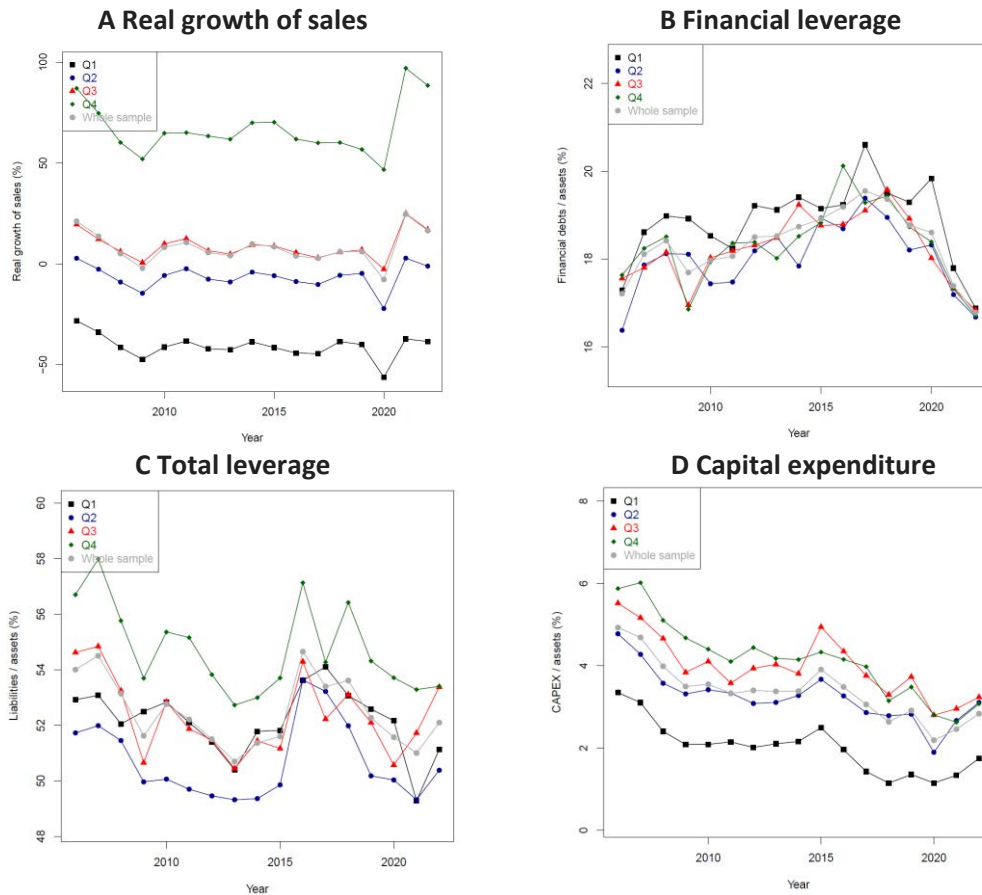 A Real growth of sales
Real growth of sales (%)
100
50
0
−50
Q1
Q2
Q3
Q4
Whole sample
2010
2015
2020
Year
B Financial leverage
Financial debts / assets (%)
22
20
18
16
Q1
Q2
Q3
Q4
Whole sample
2010
2015
2020
Year
C Total leverage
Liabilities / assets (%)
60
58
56
54
52
50
48
Q1
Q2
Q3
Q4
Whole sample
2010
2015
2020
Year
D Capital expenditure
CAPEX / assets (%)
8
6
4
2
0
Q1
Q2
Q3
Q4
Whole sample
2010
2015
2020
Year